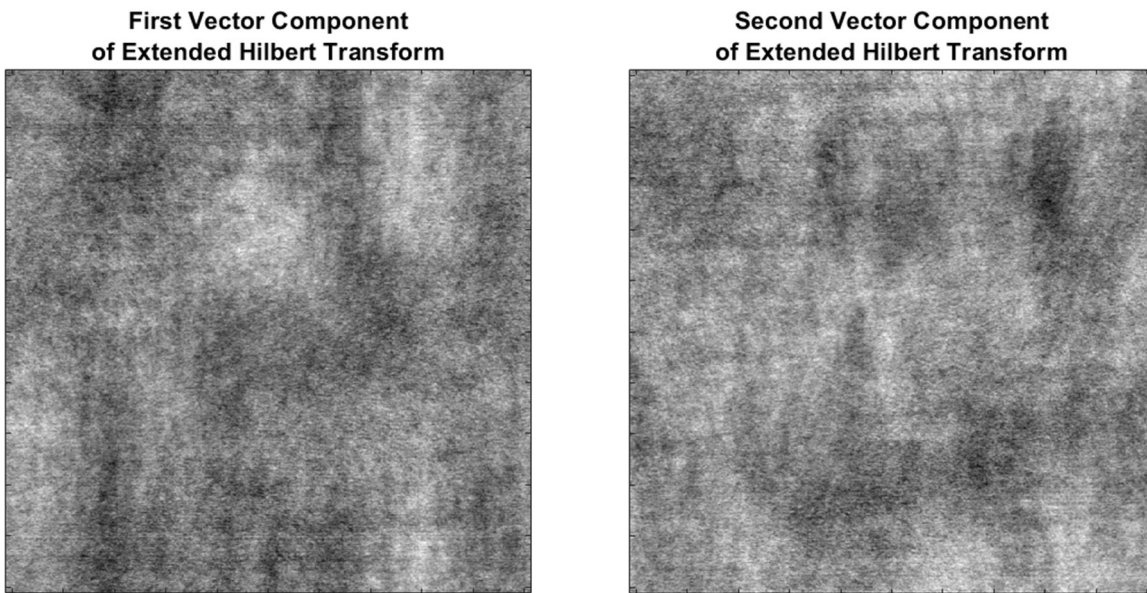 First Vector Component
of Extended Hilbert Transform
Second Vector Component
of Extended Hilbert Transform